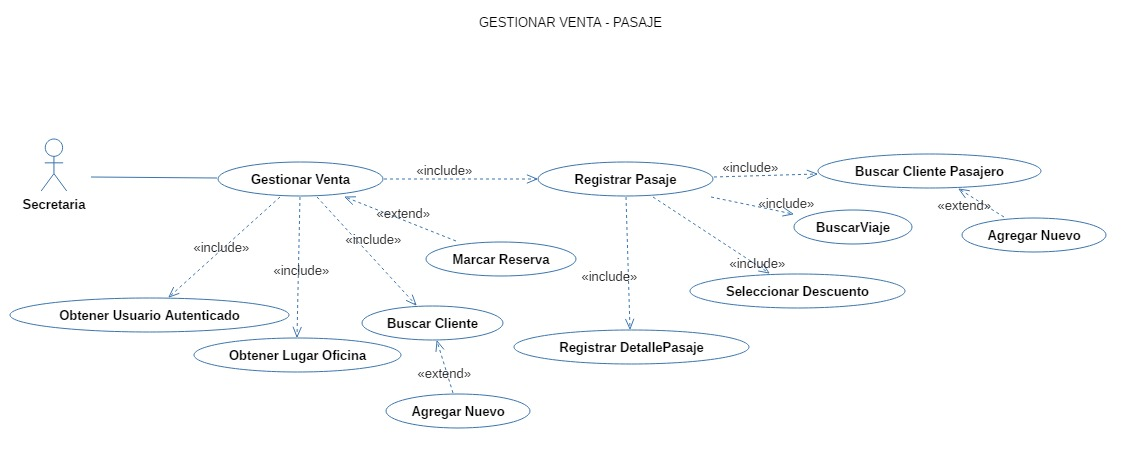 GESTIONAR VENTA - PASAJE
Secretaria
Gestionar Venta
«include»
Registrar Pasaje
«include»
Buscar Cliente Pasajero
«include»
«extend»
BuscarViaje
Agregar Nuevo
«extend»
«include»
«include»
«include»
Marcar Reserva
«include»
«include»
Seleccionar Descuento
Obtener Usuario Autenticado
Buscar Cliente
Obtener Lugar Oficina
Registrar DetallePasaje
«extend»
Agregar Nuevo